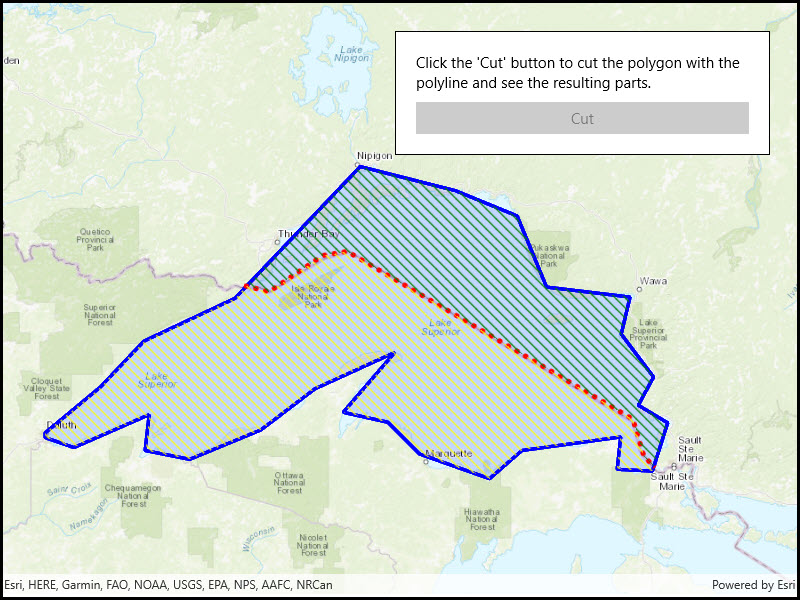 Lake
Nipigon
den
Click the 'Cut' button to cut the polygon with the
polyline and see the resulting parts.
Cut
Nipigon
Thunder Bay
Quetico
Provincial
Park
Pukaskwa
National
Park
Wawa
Isle Royale
National
Park
Superior
National
Forest
Lake
Superior
Lake
Superior
Provincial
Park
Lake
Superior
Cloquet
Valley State
Forest
Duluth
Marquette
Sault
Ste
Marie
Sault Ste
Marie
Ottawa
National
Forest
Saint Croix
Chequamegon
National
Forest
Namekagon
Hiawatha
National
Forest
Wisconsin
Nicolet
National
Forest
Esri, HERE, Garmin, FAO, NOAA, USGS, EPA, NPS, AAFC, NRCan
Powered by Esri